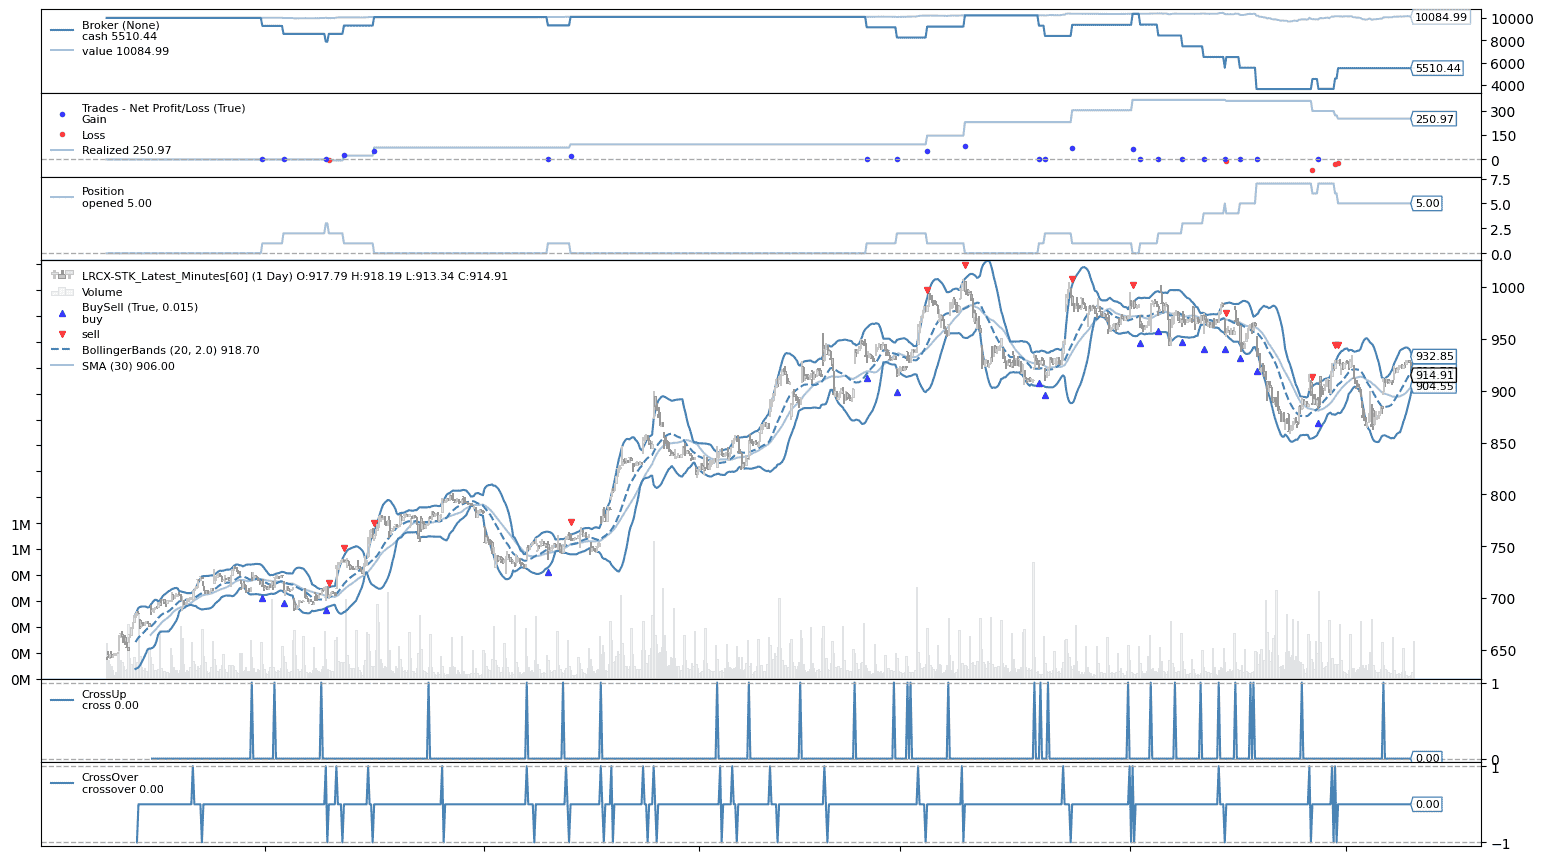 Broker (None)
cash 5510.44
value 10084.99
10084.99
10000
8000
5510.44
6000
4000
Trades - Net Profit/Loss (True)
Gain
Loss
Realized 250.97
300
250.97
150
0
Position
opened 5.00
7.5
5.00
5.0
2.5
0.0
LRCX-STK_Latest_Minutes[60] (1 Day) O:917.79 H:918.19 L:913.34 C:914.91
Volume
BuySell (True, 0.015)
buy
sell
BollingerBands (20, 2.0) 918.70
SMA (30) 906.00
1000
950
932.85
914.91
904.55
900
850
800
750
700
650
1M
1M
0M
0M
0M
0M
0M
CrossUp
cross 0.00
1
0.00
0
CrossOver
crossover 0.00
1
0.00
−1